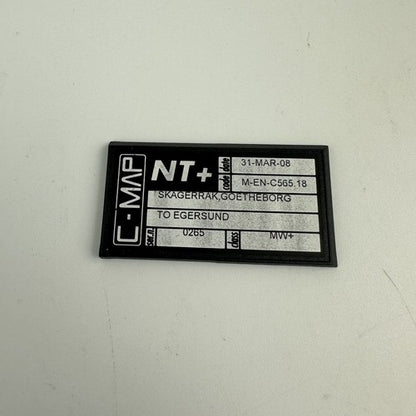 C-MAP
NT+
date 31-MAR-08
code M-EN-C565.18
SKAGERRAK,GOETHEBORG
TO EGERSUND
ser.n 0265 class MW+